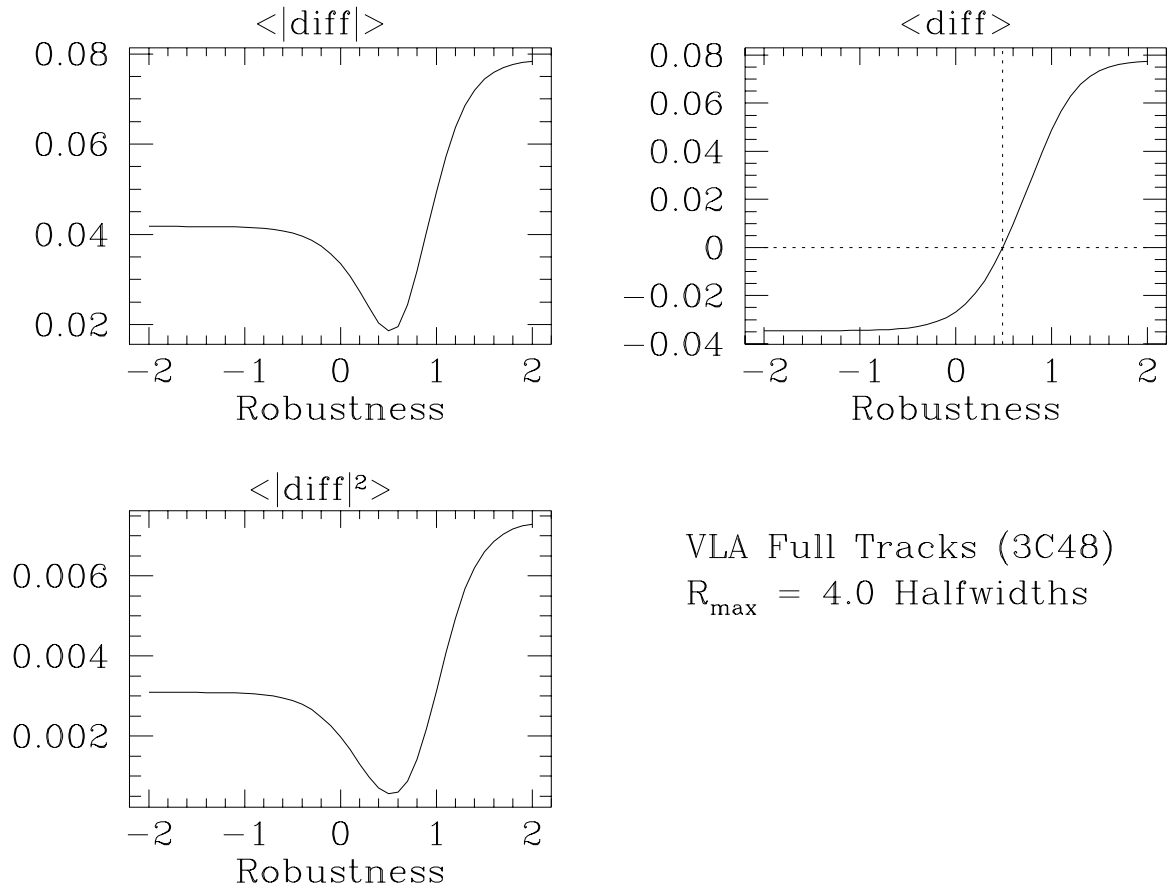 <|diff|>
0.08
0.06
0.04
0.02
−2 −1 0 1 2
Robustness
<diff>
0.08
0.06
0.04
0.02
0
−0.02
−0.04
−2 −1 0 1 2
Robustness
<|diff|²>
0.006
0.004
0.002
−2 −1 0 1 2
Robustness
VLA Full Tracks (3C48)
Rmax = 4.0 Halfwidths